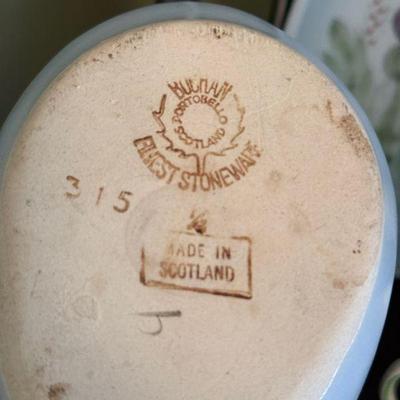 BUCHAN
PORTOBELLO
SCOTLAND
FINEST STONEWARE
315
MADE IN
SCOTLAND
J